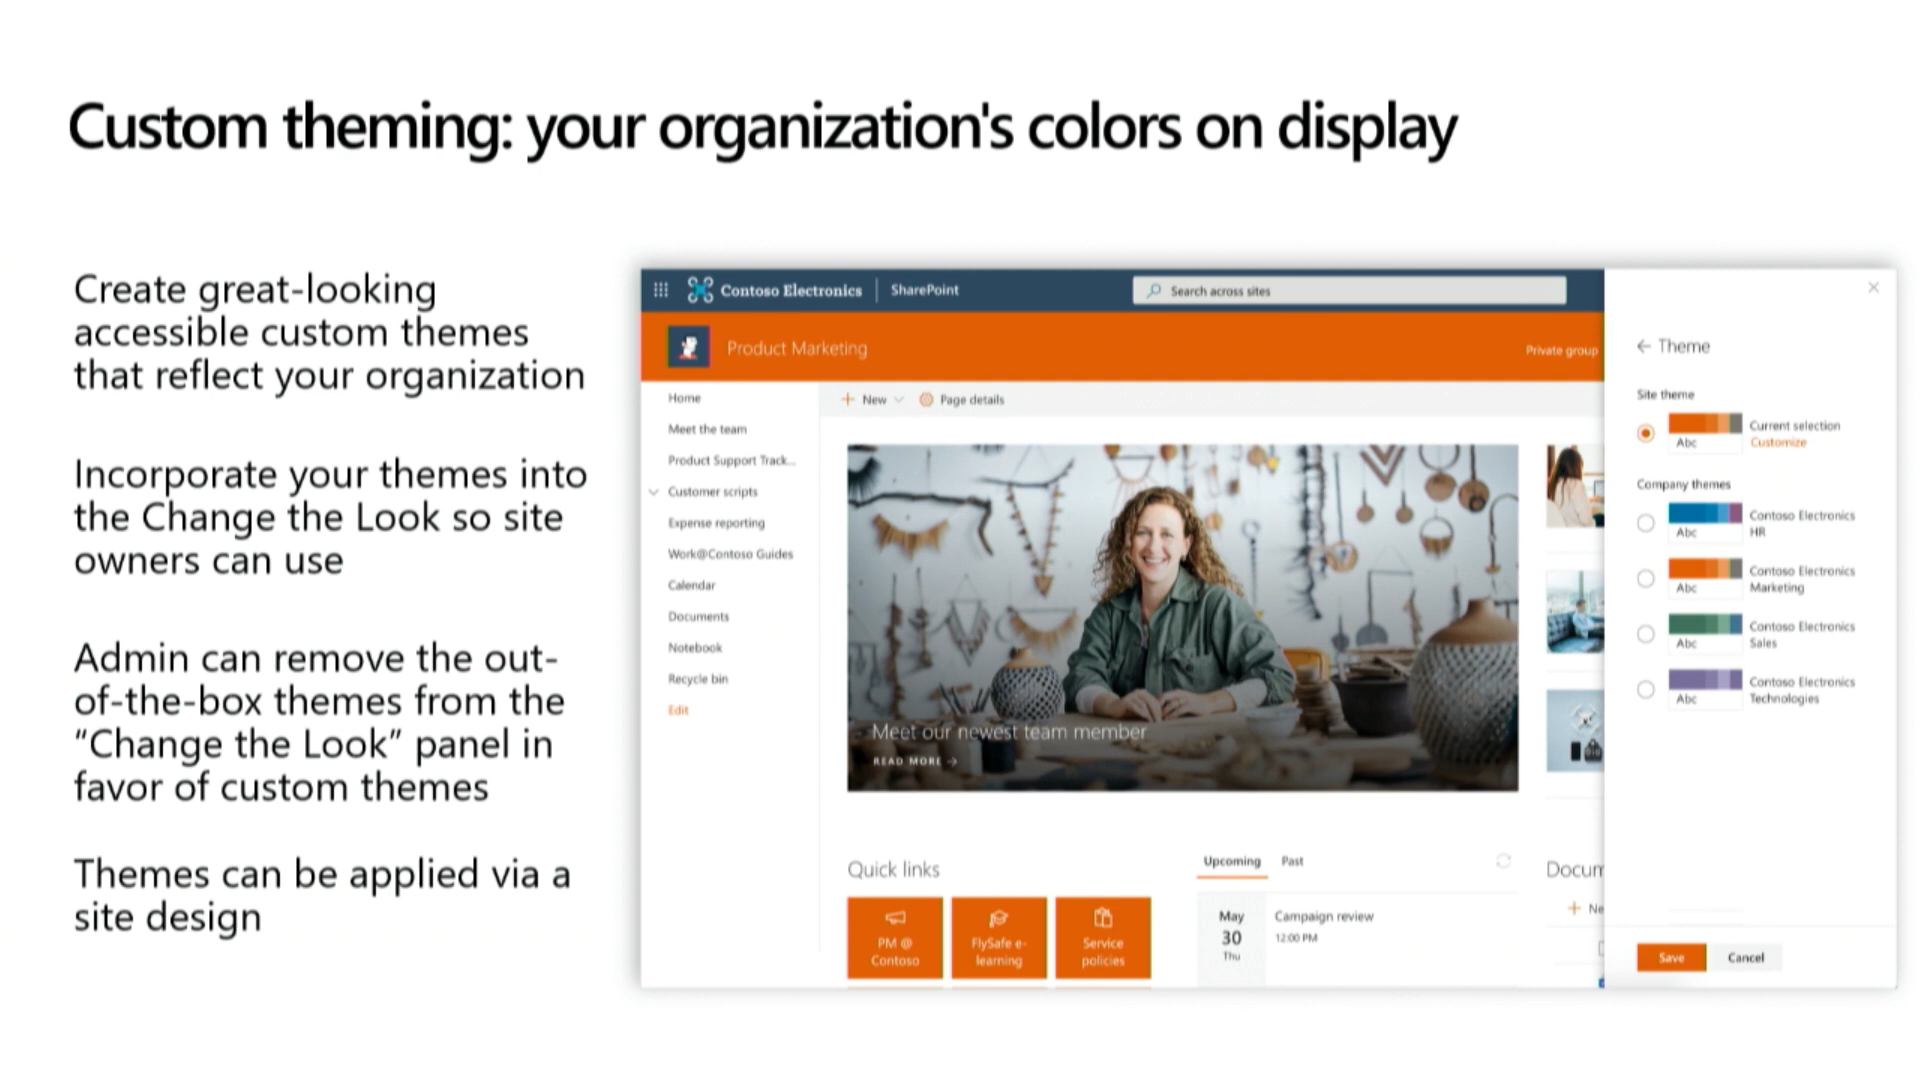 Custom theming: your organization's colors on display
Create great-looking
accessible custom themes
that reflect your organization
Incorporate your themes into
the Change the Look so site
owners can use
Admin can remove the out-
of-the-box themes from the
“Change the Look” panel in
favor of custom themes
Themes can be applied via a
site design
Contoso Electronics
SharePoint
Search across sites
Product Marketing
Private group
Home
Meet the team
Product Support Track...
Customer scripts
Expense reporting
Work@Contoso Guides
Calendar
Documents
Notebook
Recycle bin
Edit
New
Page details
Meet our newest team member
READ MORE →
Quick links
PM @
Contoso
FlySafe e-
learning
Service
policies
Upcoming
Past
May
30
Thu
Campaign review
12:00 PM
Docum
Ne
Theme
Site theme
Abc
Current selection
Customize
Company themes
Abc
Contoso Electronics
HR
Abc
Contoso Electronics
Marketing
Abc
Contoso Electronics
Sales
Abc
Contoso Electronics
Technologies
Save
Cancel